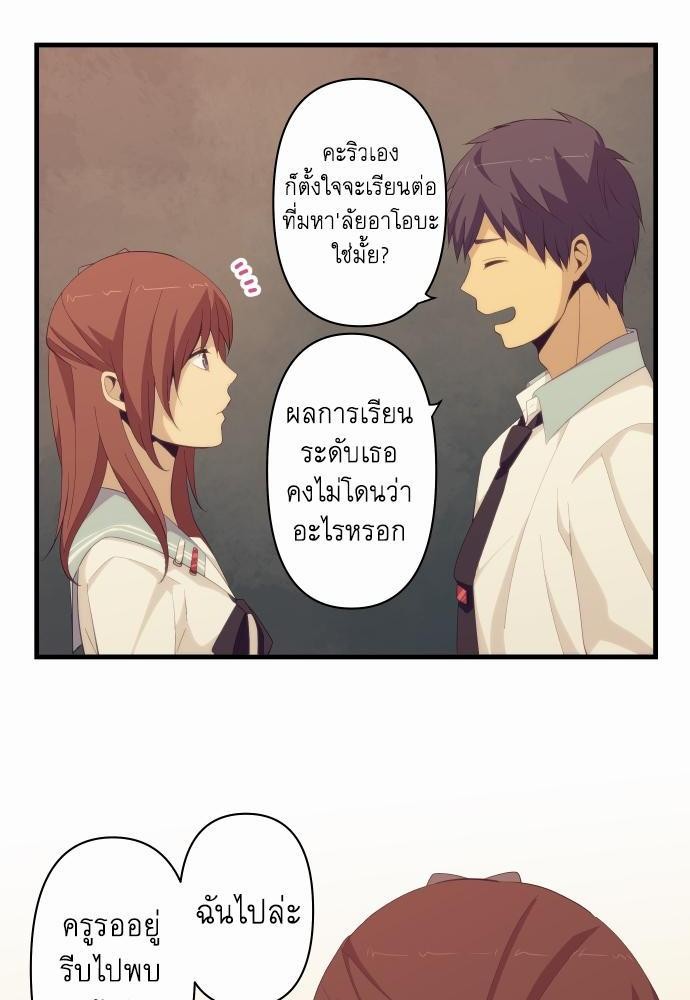 คะริวเอง
ก็ตั้งใจจะเรียนต่อ
ที่มหา'ลัยอาโอบะ
ใช่มั้ย?
ผลการเรียน
ระดับเธอ
คงไม่โดนว่า
อะไรหรอก
ฉันไปล่ะ
ครูรออยู่
รีบไปพบ